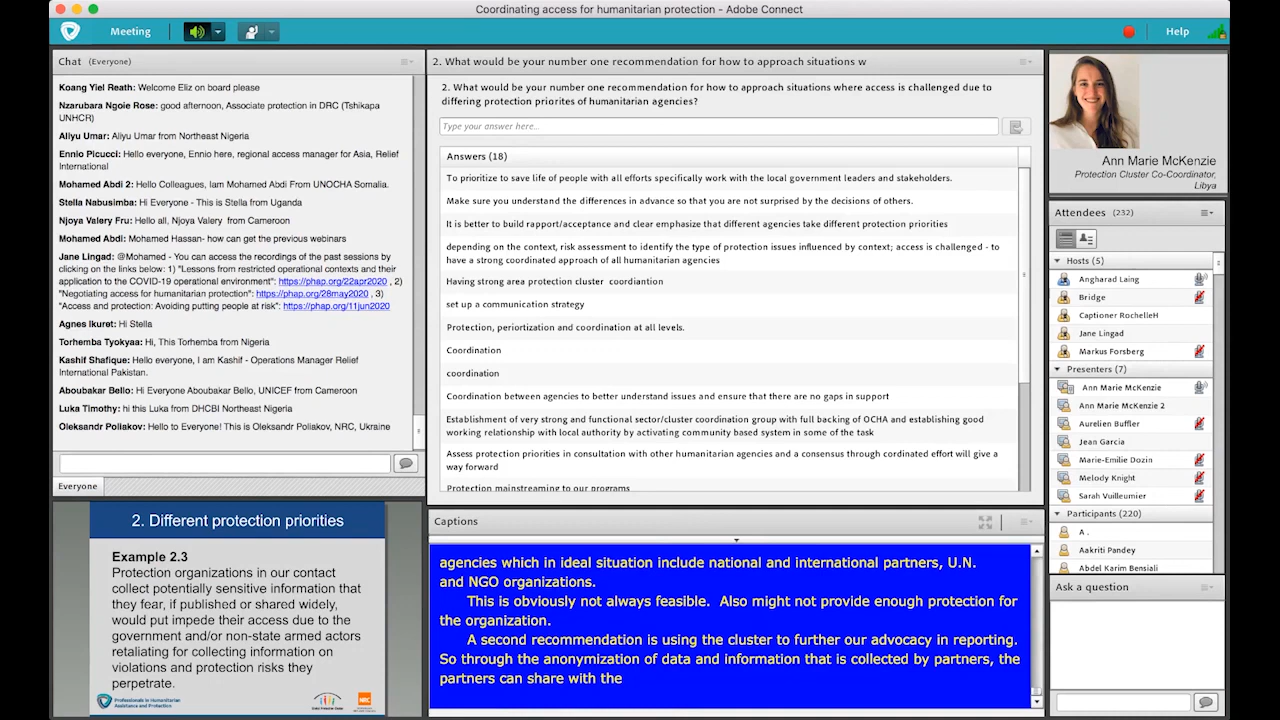 Coordinating access for humanitarian protection - Adobe Connect
Meeting
Help
Chat (Everyone)
Koang Yiel Reath: Welcome Eliz on board please
Nzarubara Ngoie Rose: good afternon, Associate protection in DRC (Tshikapa
UNHCR)
Aliyu Umar: Aliyu Umar from Northeast Nigeria
Ennio Picucci: Hello everyone, Ennio here, regional access manager for Asia, Relief
International
Mohamed Abdi 2: Hello Colleagues, Iam Mohamed Abdi From UNOCHA Somalia.
Stella Nabusimba: Hi Everyone - This is Stella from Uganda
Njoya Valery Fru: Hello all, Njoya Valery from Cameroon
Mohamed Abdi: Mohamed Hassan- how can get the previous webinars
Jane Lingad: @Mohamed - You can access the recordings of the past sessions by
clicking on the links below: 1) "Lessons from restricted operational contexts and their
application to the COVID-19 operational environment": https://phap.org/22apr2020 , 2)
"Negotiating access for humanitarian protection": https://phap.org/28may2020 , 3)
"Access and protection: Avoiding putting people at risk": https://phap.org/11jun2020
Agnes Ikuret: Hi Stella
Torhemba Tyokyaa: Hi, This Torhemba from Nigeria
Kashif Shafique: Hello everyone, I am Kashif - Operations Manager Relief
International Pakistan.
Aboubakar Bello: Hi Everyone Aboubakar Bello, UNICEF from Cameroon
Luka Timothy: hi this Luka from DHCBI Northeast Nigeria
Oleksandr Poliakov: Hello to Everyone! This is Oleksandr Poliakov, NRC, Ukraine
Everyone
2. Different protection priorities
Example 2.3
Protection organizations in our contact
collect potentially sensitive information that
they fear, if published or shared widely,
would put impede their access due to the
government and/or non-state armed actors
retaliating for collecting information on
violations and protection risks they
perpetrate.
Professionals in Humanitarian
Assistance and Protection
NRC
2. What would be your number one recommendation for how to approach situations w
2. What would be your number one recommendation for how to approach situations where access is challenged due to
differing protection priorites of humanitarian agencies?
Type your answer here...
Answers (18)
To prioritize to save life of people with all efforts specifically work with the local government leaders and stakeholders.
Make sure you understand the differences in advance so that you are not surprised by the decisions of others.
It is better to build rapport/acceptance and clear emphasize that different agencies take different protection priorities
depending on the context, risk assessment to identify the type of protection issues influenced by context; access is challenged - to
have a strong coordinated approach of all humanitarian agencies
Having strong area protection cluster coordiantion
set up a communication strategy
Protection, periortization and coordination at all levels.
Coordination
coordination
Coordination between agencies to better understand issues and ensure that there are no gaps in support
Establishment of very strong and functional sector/cluster coordination group with full backing of OCHA and establishing good
working relationship with local authority by activating community based system in some of the task
Assess protection priorities in consultation with other humanitarian agencies and a consensus through cordinated effort will give a
way forward
Protection mainstreaming to our programs
Captions
agencies which in ideal situation include national and international partners, U.N.
and NGO organizations.
This is obviously not always feasible. Also might not provide enough protection for
the organization.
A second recommendation is using the cluster to further our advocacy in reporting.
So through the anonymization of data and information that is collected by partners, the
partners can share with the
Ann Marie McKenzie
Protection Cluster Co-Coordinator,
Libya
Attendees (232)
Hosts (5)
Angharad Laing
Bridge
Captioner RochelleH
Jane Lingad
Markus Forsberg
Presenters (7)
Ann Marie McKenzie
Ann Marie McKenzie 2
Aurelien Buffler
Jean Garcia
Marie-Emilie Dozin
Melody Knight
Sarah Vuilleumier
Participants (220)
A .
Aakriti Pandey
Abdel Karim Bensiali
Ask a question